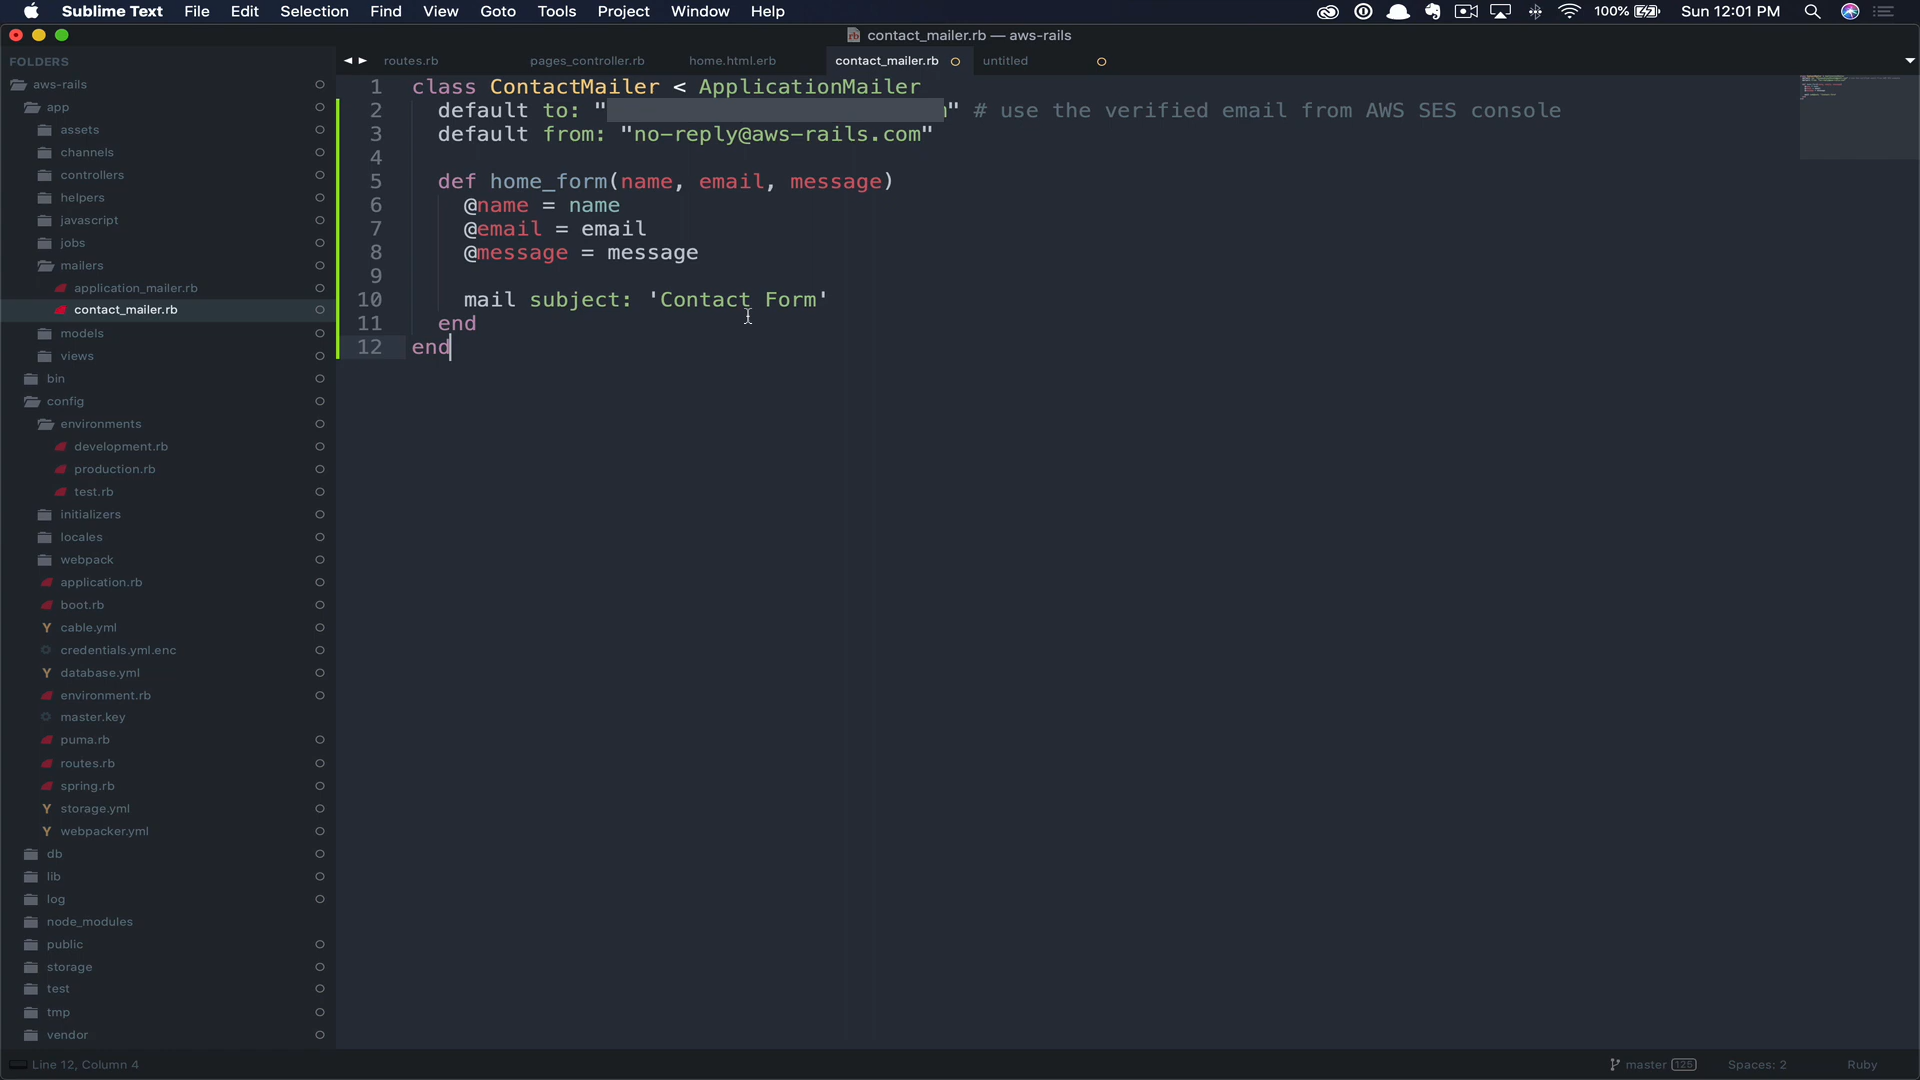 Sublime Text File Edit Selection Find View Goto Tools Project Window Help 100% Sun 12:01 PM
contact_mailer.rb — aws-rails
FOLDERS
aws-rails
app
assets
channels
controllers
helpers
javascript
jobs
mailers
application_mailer.rb
contact_mailer.rb
models
views
bin
config
environments
development.rb
production.rb
test.rb
initializers
locales
webpack
application.rb
boot.rb
cable.yml
credentials.yml.enc
database.yml
environment.rb
master.key
puma.rb
routes.rb
spring.rb
storage.yml
webpacker.yml
db
lib
log
node_modules
public
storage
test
tmp
vendor
routes.rb pages_controller.rb home.html.erb contact_mailer.rb untitled
1 class ContactMailer < ApplicationMailer
2 default to: " " # use the verified email from AWS SES console
3 default from: "no-reply@aws-rails.com"
4
5 def home_form(name, email, message)
6 @name = name
7 @email = email
8 @message = message
9
10 mail subject: 'Contact Form'
11 end
12 end
Line 12, Column 4 master 125 Spaces: 2 Ruby